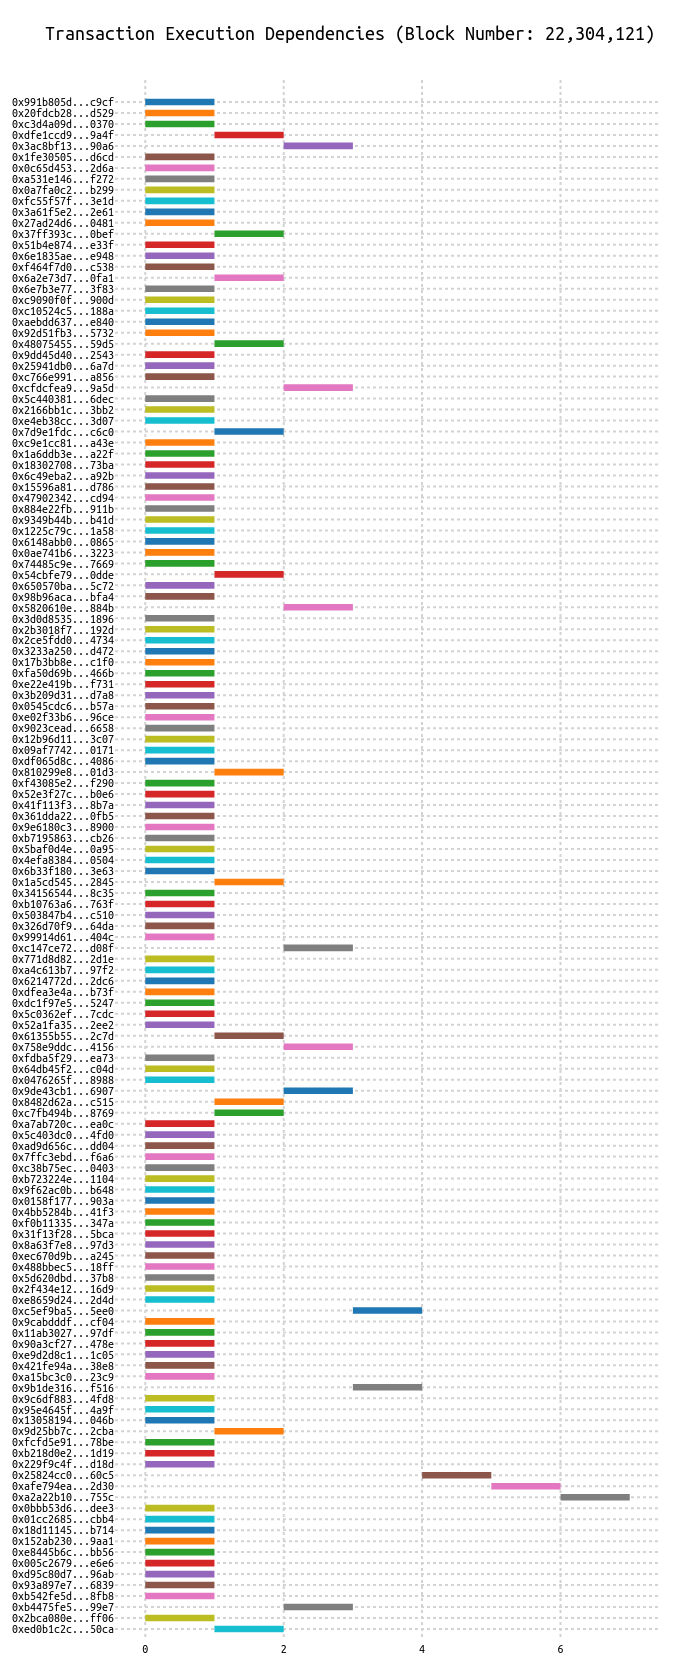 Transaction Execution Dependencies (Block Number: 22,304,121)
0x991b805d...c9cf
0x20fdcb28...d529
0xc3d4a09d...0370
0xdfe1ccd9...9a4f
0x3ac8bf13...90a6
0x1fe30505...d6cd
0x0c65d453...2d6a
0xa531e146...f272
0x0a7fa0c2...b299
0xfc55f57f...3e1d
0x3a61f5e2...2e61
0x27ad24d6...0481
0x37ff393c...0bef
0x51b4e874...e33f
0x6e1835ae...e948
0xf464f7d0...c538
0x6a2e73d7...0fa1
0x6e7b3e77...3f83
0xc9090f0f...900d
0xc10524c5...188a
0xaebdd637...e840
0x92d51fb3...5732
0x48075455...59d5
0x9dd45d40...2543
0x25941db0...6a7d
0xc766e991...a856
0xcfdcfea9...9a5d
0x5c440381...6dec
0x2166bb1c...3bb2
0xe4eb38cc...3d07
0x7d9e1fdc...c6c0
0xc9e1cc81...a43e
0x1a6ddb3e...a22f
0x18302708...73ba
0x6c49eba2...a92b
0x15596a81...d786
0x47902342...cd94
0x884e22fb...911b
0x9349b44b...b41d
0x1225c79c...1a58
0x6148abb0...0865
0x0ae741b6...3223
0x74485c9e...7669
0x54cbfe79...0dde
0x650570ba...5c72
0x98b96aca...bfa4
0x5820610e...884b
0x3d0d8535...1896
0x2b3018f7...192d
0x2ce5fdd0...4734
0x3233a250...d472
0x17b3bb8e...c1f0
0xfa50d69b...466b
0xe22e419b...f731
0x3b209d31...d7a8
0x0545cdc6...b57a
0xe02f33b6...96ce
0x9023cead...6658
0x12b96d11...3c07
0x09af7742...0171
0xdf065d8c...4086
0x810299e8...01d3
0xf43085e2...f290
0x52e3f27c...b0e6
0x41f113f3...8b7a
0x361dda22...0fb5
0x9e6180c3...8900
0xb7195863...cb26
0x5baf0d4e...0a95
0x4efa8384...0504
0x6b33f180...3e63
0x1a5cd545...2845
0x34156544...8c35
0xb10763a6...763f
0x503847b4...c510
0x326d70f9...64da
0x99914d61...404c
0xc147ce72...d08f
0x771d8d82...2d1e
0xa4c613b7...97f2
0x6214772d...2dc6
0xdfea3e4a...b73f
0xdc1f97e5...5247
0x5c0362ef...7cdc
0x52a1fa35...2ee2
0x61355b55...2c7d
0x758e9ddc...4156
0xfdba5f29...ea73
0x64db45f2...c04d
0x0476265f...8988
0x9de43cb1...6907
0x8482d62a...c515
0xc7fb494b...8769
0xa7ab720c...ea0c
0x5c403dc0...4fd0
0xad9d656c...dd04
0x7ffc3ebd...f6a6
0xc38b75ec...0403
0xb723224e...1104
0x9f62ac0b...b648
0x0158f177...903a
0x4bb5284b...41f3
0xf0b11335...347a
0x31f13f28...5bca
0x8a63f7e8...97d3
0xec670d9b...a245
0x488bbec5...18ff
0x5d620dbd...37b8
0x2f434e12...16d9
0xe8659d24...2d4d
0xc5ef9ba5...5ee0
0x9cabdddf...cf04
0x11ab3027...97df
0x90a3cf27...478e
0xe9d2d8c1...1c05
0x421fe94a...38e8
0xa15bc3c0...23c9
0x9b1de316...f516
0x9c6df883...4fd8
0x95e4645f...4a9f
0x13058194...046b
0x9d25bb7c...2cba
0xfcfd5e91...78be
0xb218d0e2...1d19
0x229f9c4f...d18d
0x25824cc0...60c5
0xafe794ea...2d30
0xa2a22b10...755c
0x0bbb53d6...dee3
0x01cc2685...cbb4
0x18d11145...b714
0x152ab230...9aa1
0xe8445b6c...bb56
0x005c2679...e6e6
0xd95c80d7...96ab
0x93a897e7...6839
0xb542fe5d...8fb8
0xb4475fe5...99e7
0x2bca080e...ff06
0xed0b1c2c...50ca
0 2 4 6